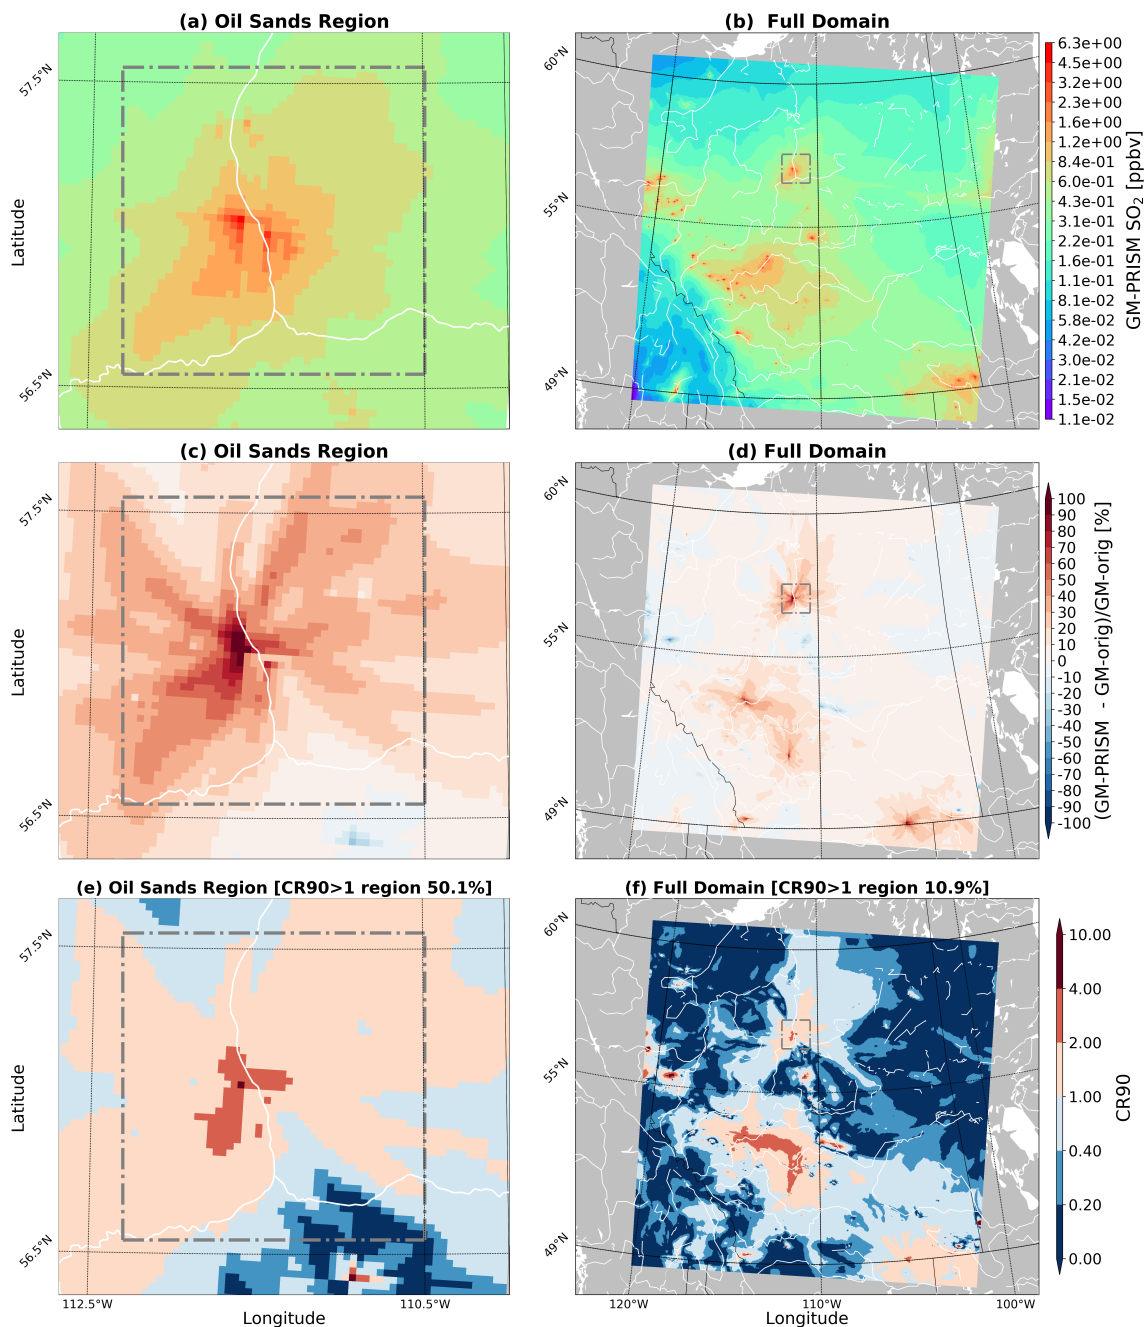 (a) Oil Sands Region
(b)  Full Domain
57.5°N
56.5°N
Latitude
60°N
55°N
49°N
6.3e+00
4.5e+00
3.2e+00
2.3e+00
1.6e+00
1.2e+00
8.4e-01
6.0e-01
4.3e-01
3.1e-01
2.2e-01
1.6e-01
1.1e-01
8.1e-02
5.8e-02
4.2e-02
3.0e-02
2.1e-02
1.5e-02
1.1e-02
GM-PRISM SO₂ [ppbv]
(c) Oil Sands Region
(d) Full Domain
57.5°N
56.5°N
Latitude
60°N
55°N
49°N
100
90
80
70
60
50
40
30
20
10
0
-10
-20
-30
-40
-50
-60
-70
-80
-90
-100
(GM-PRISM  - GM-orig)/GM-orig [%]
(e) Oil Sands Region [CR90>1 region 50.1%]
(f) Full Domain [CR90>1 region 10.9%]
57.5°N
56.5°N
Latitude
112.5°W
110.5°W
Longitude
60°N
55°N
49°N
120°W
110°W
100°W
Longitude
10.00
4.00
2.00
1.00
0.40
0.20
0.00
CR90